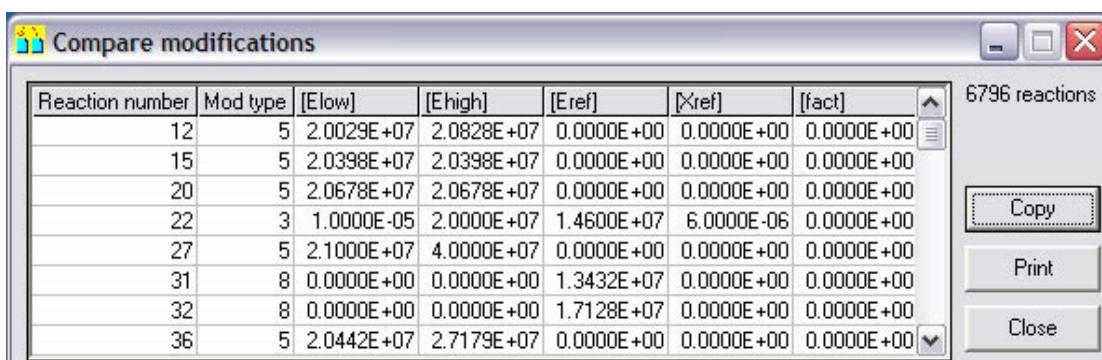 Compare modifications
Reaction number Mod type [Elow] [Ehigh] [Eref] [Xref] [fact] 6796 reactions
12 5 2.0029E+07 2.0828E+07 0.0000E+00 0.0000E+00 0.0000E+00
15 5 2.0398E+07 2.0398E+07 0.0000E+00 0.0000E+00 0.0000E+00
20 5 2.0678E+07 2.0678E+07 0.0000E+00 0.0000E+00 0.0000E+00
22 3 1.0000E-05 2.0000E+07 1.4600E+07 6.0000E-06 0.0000E+00
Copy
27 5 2.1000E+07 4.0000E+07 0.0000E+00 0.0000E+00 0.0000E+00
31 8 0.0000E+00 0.0000E+00 1.3432E+07 0.0000E+00 0.0000E+00
Print
32 8 0.0000E+00 0.0000E+00 1.7128E+07 0.0000E+00 0.0000E+00
36 5 2.0442E+07 2.7179E+07 0.0000E+00 0.0000E+00 0.0000E+00
Close